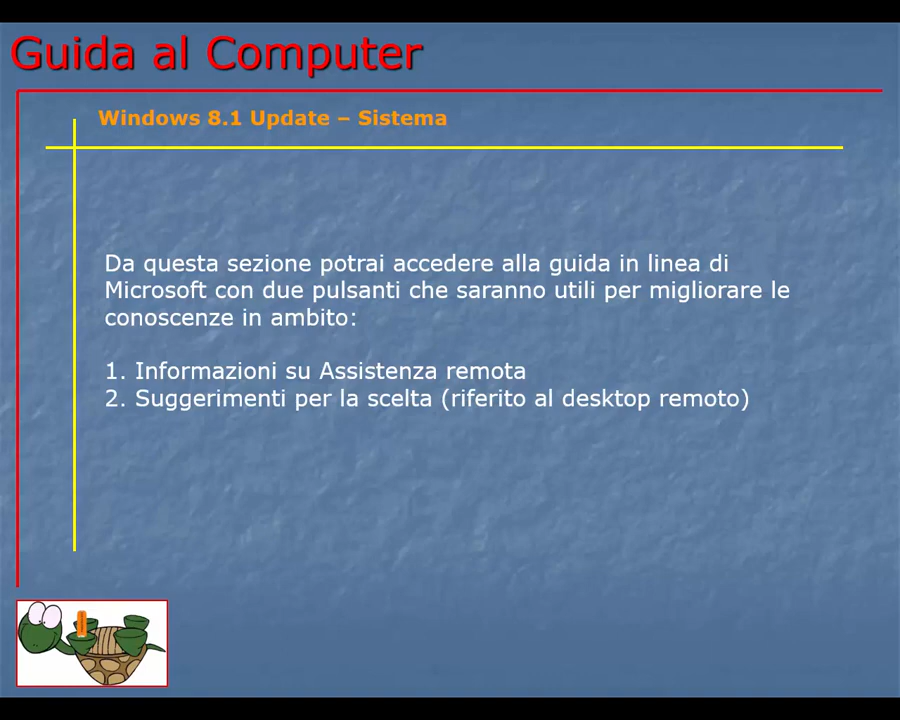 Guida al Computer
Windows 8.1 Update – Sistema
Da questa sezione potrai accedere alla guida in linea di
Microsoft con due pulsanti che saranno utili per migliorare le
conoscenze in ambito:
1. Informazioni su Assistenza remota
2. Suggerimenti per la scelta (riferito al desktop remoto)